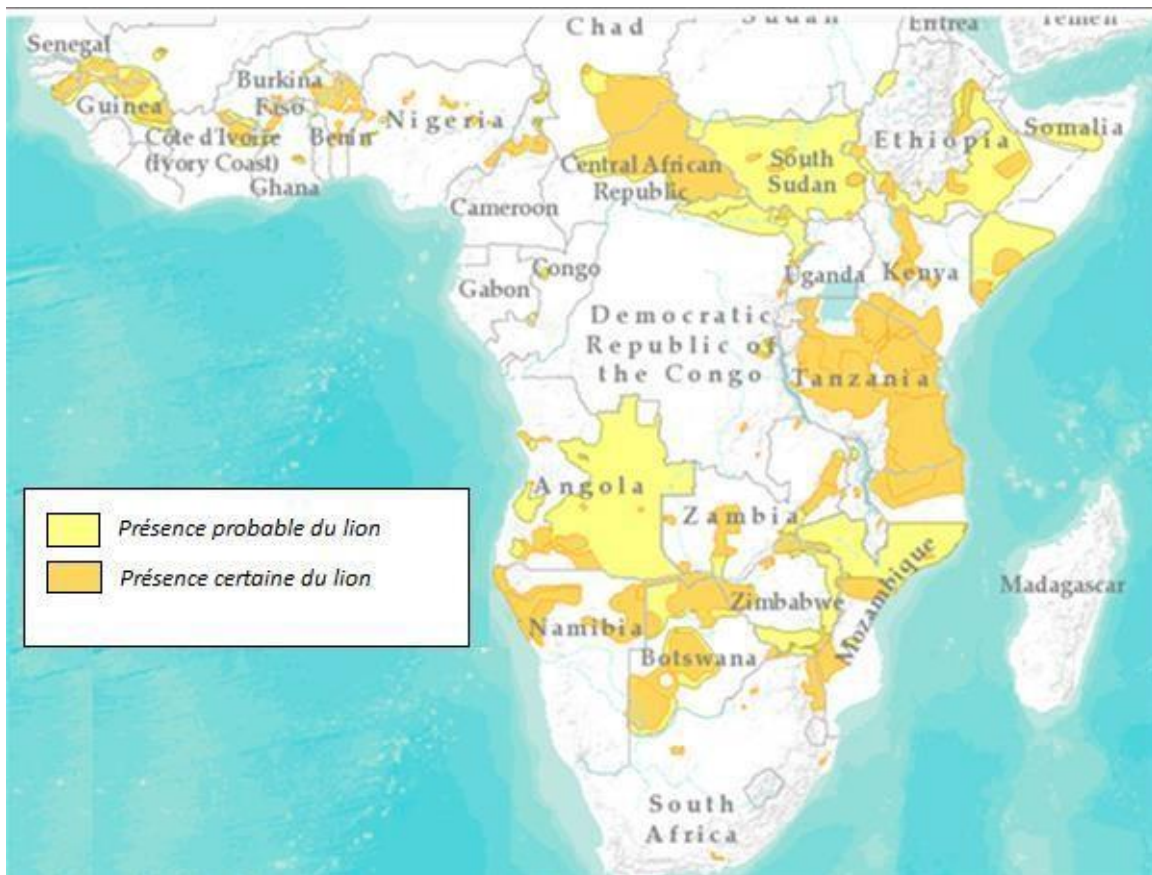 Chad
Sudan
Eritrea
Yemen
Senegal
Burkina
Faso
Guinea
Nigeria
Côte d'Ivoire
(Ivory Coast)
Benin
Ghana
Ethiopia
Somalia
Central African
Republic
South
Sudan
Cameroon
Congo
Gabon
Uganda
Kenya
Democratic
Republic of
the Congo
Tanzania
Angola
Zambia
Présence probable du lion
Présence certaine du lion
Madagascar
Zimbabwe
Mozambique
Namibia
Botswana
South
Africa